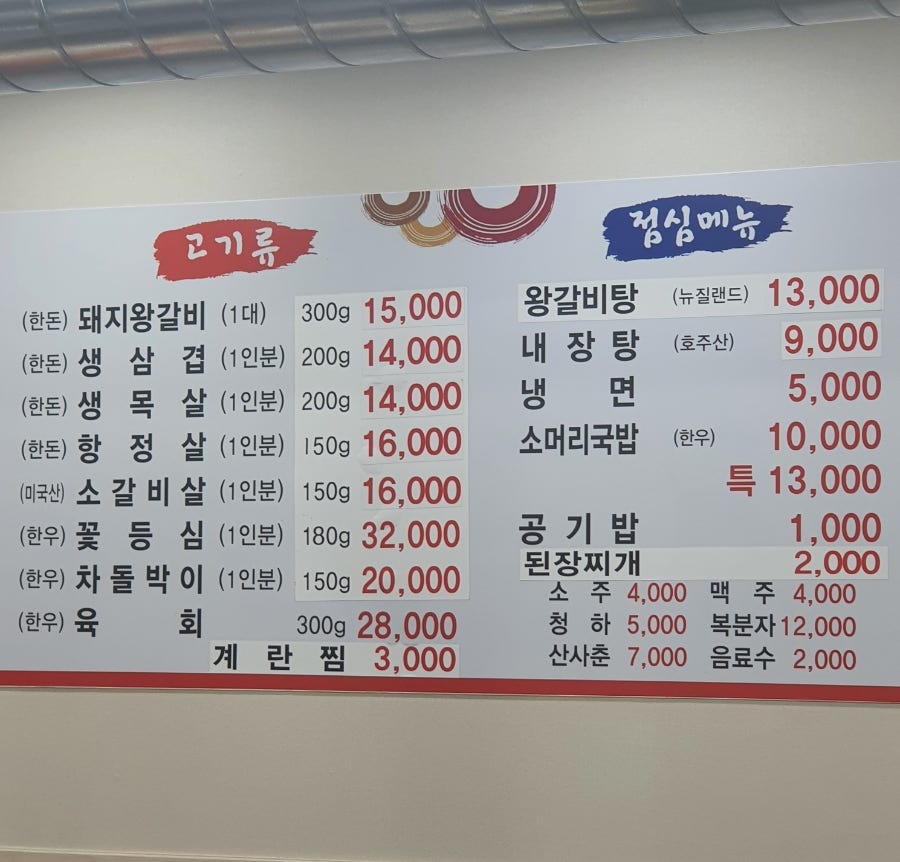 고기류
(한돈) 돼지왕갈비 (1대) 300g 15,000
(한돈) 생 삼 겹 (1인분) 200g 14,000
(한돈) 생 목 살 (1인분) 200g 14,000
(한돈) 항 정 살 (1인분) 150g 16,000
(미국산) 소 갈 비 살 (1인분) 150g 16,000
(한우) 꽃 등 심 (1인분) 180g 32,000
(한우) 차 돌 박 이 (1인분) 150g 20,000
(한우) 육 회 300g 28,000
계 란 찜 3,000
점심메뉴
왕갈비탕 (뉴질랜드) 13,000
내 장 탕 (호주산) 9,000
냉 면 5,000
소머리국밥 (한우) 10,000
특 13,000
공 기 밥 1,000
된장찌개 2,000
소 주 4,000 맥 주 4,000
청 하 5,000 복분자 12,000
산사춘 7,000 음료수 2,000